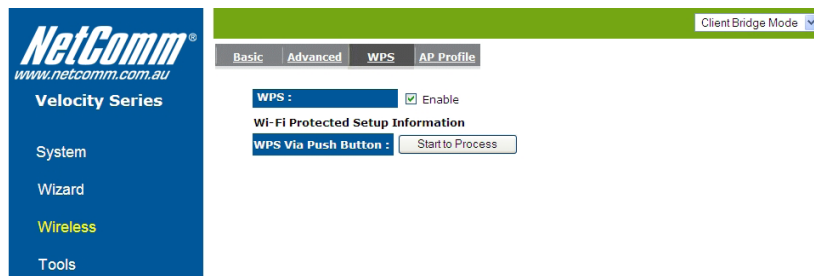 NetComm®
www.netcomm.com.au
Velocity Series
System
Wizard
Wireless
Tools
Client Bridge Mode
Basic Advanced WPS AP Profile
WPS : Enable
Wi-Fi Protected Setup Information
WPS Via Push Button : Start to Process